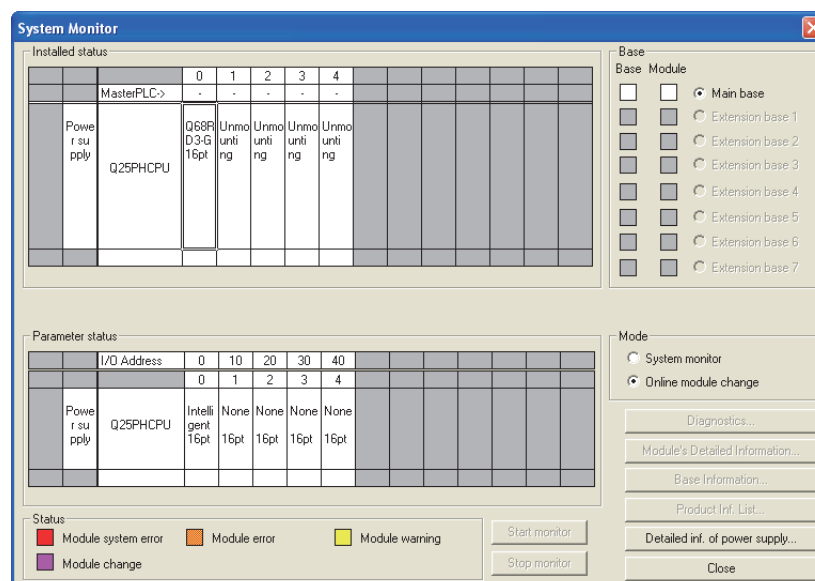 System Monitor
Installed status
0 1 2 3 4
MasterPLC-> - - - - -
Powe
r su
pply
Q25PHCPU
Q68R
D3-G
16pt
Unmo
unti
ng
Unmo
unti
ng
Unmo
unti
ng
Unmo
unti
ng
Base
Base Module
Main base
Extension base 1
Extension base 2
Extension base 3
Extension base 4
Extension base 5
Extension base 6
Extension base 7
Parameter status
I/O Address 0 10 20 30 40
0 1 2 3 4
Powe
r su
pply
Q25PHCPU
Intelli
gent
16pt
None
16pt
None
16pt
None
16pt
None
16pt
Mode
System monitor
Online module change
Diagnostics...
Module's Detailed Information...
Base Information...
Product Inf. List...
Detailed inf. of power supply...
Close
Status
Module system error
Module error
Module warning
Module change
Start monitor
Stop monitor